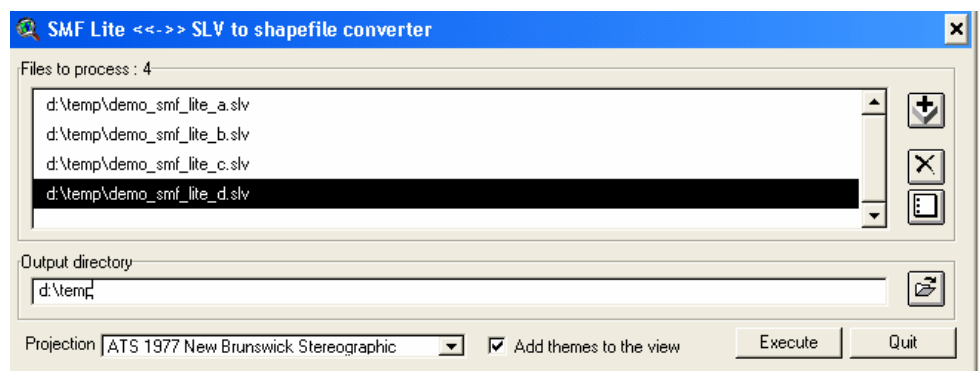 SMF Lite <<->> SLV to shapefile converter
Files to process : 4
d:\temp\demo_smf_lite_a.slv
d:\temp\demo_smf_lite_b.slv
d:\temp\demo_smf_lite_c.slv
d:\temp\demo_smf_lite_d.slv
Output directory
d:\temp
Projection ATS 1977 New Brunswick Stereographic Add themes to the view Execute Quit